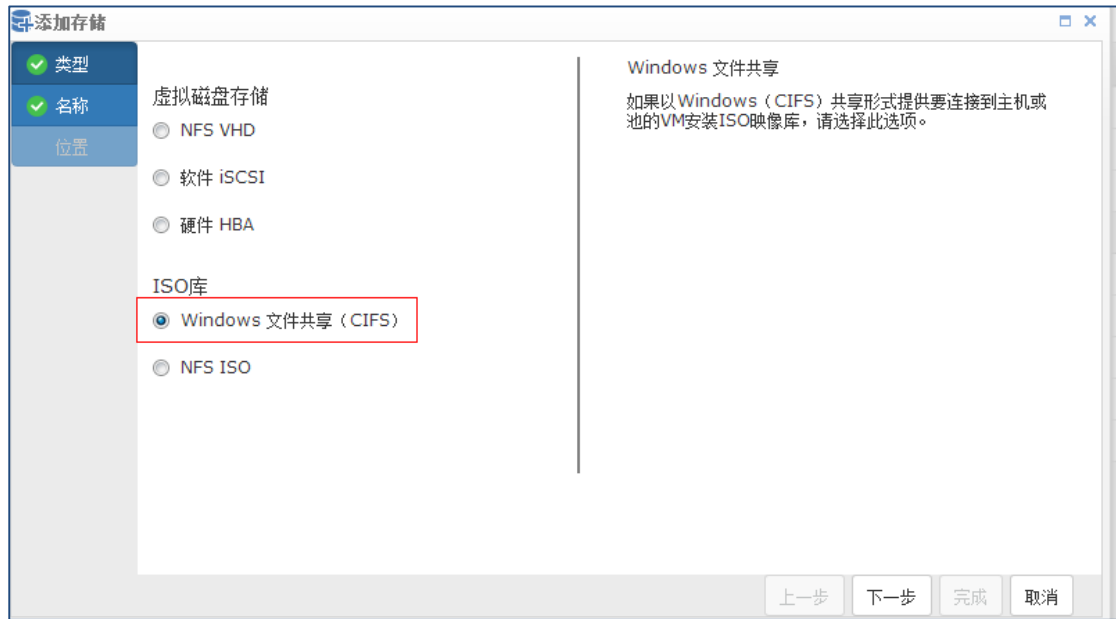 添加存储
类型
名称
位置
虚拟磁盘存储
NFS VHD
软件 iSCSI
硬件 HBA
ISO库
Windows 文件共享（CIFS）
NFS ISO
Windows 文件共享
如果以Windows（CIFS）共享形式提供要连接到主机或
池的VM安装ISO映像库，请选择此选项。
上一步
下一步
完成
取消